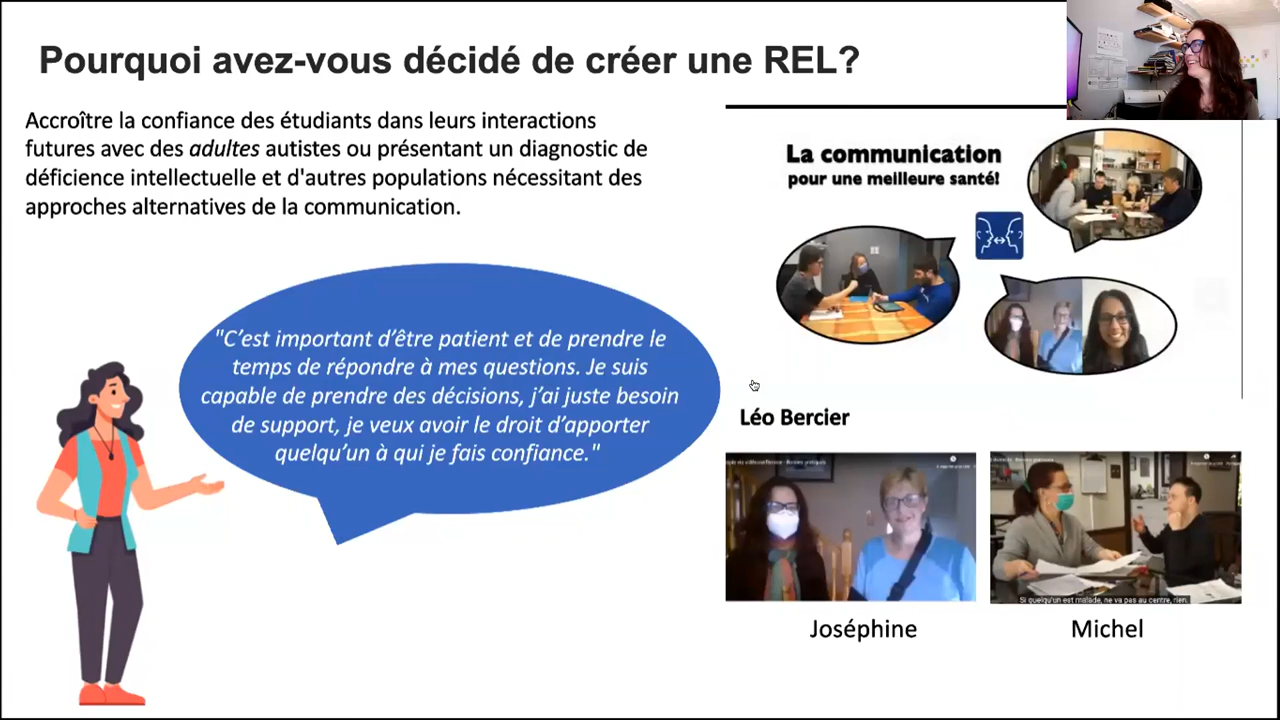 Pourquoi avez-vous décidé de créer une REL?
Accroître la confiance des étudiants dans leurs interactions
futures avec des adultes autistes ou présentant un diagnostic de
déficience intellectuelle et d'autres populations nécessitant des
approches alternatives de la communication.
"C’est important d’être patient et de prendre le
temps de répondre à mes questions. Je suis
capable de prendre des décisions, j’ai juste besoin
de support, je veux avoir le droit d’apporter
quelqu’un à qui je fais confiance."
La communication
pour une meilleure santé!
Léo Bercier
Si quelqu'un est malade, ne va pas au centre, rien.
Joséphine
Michel